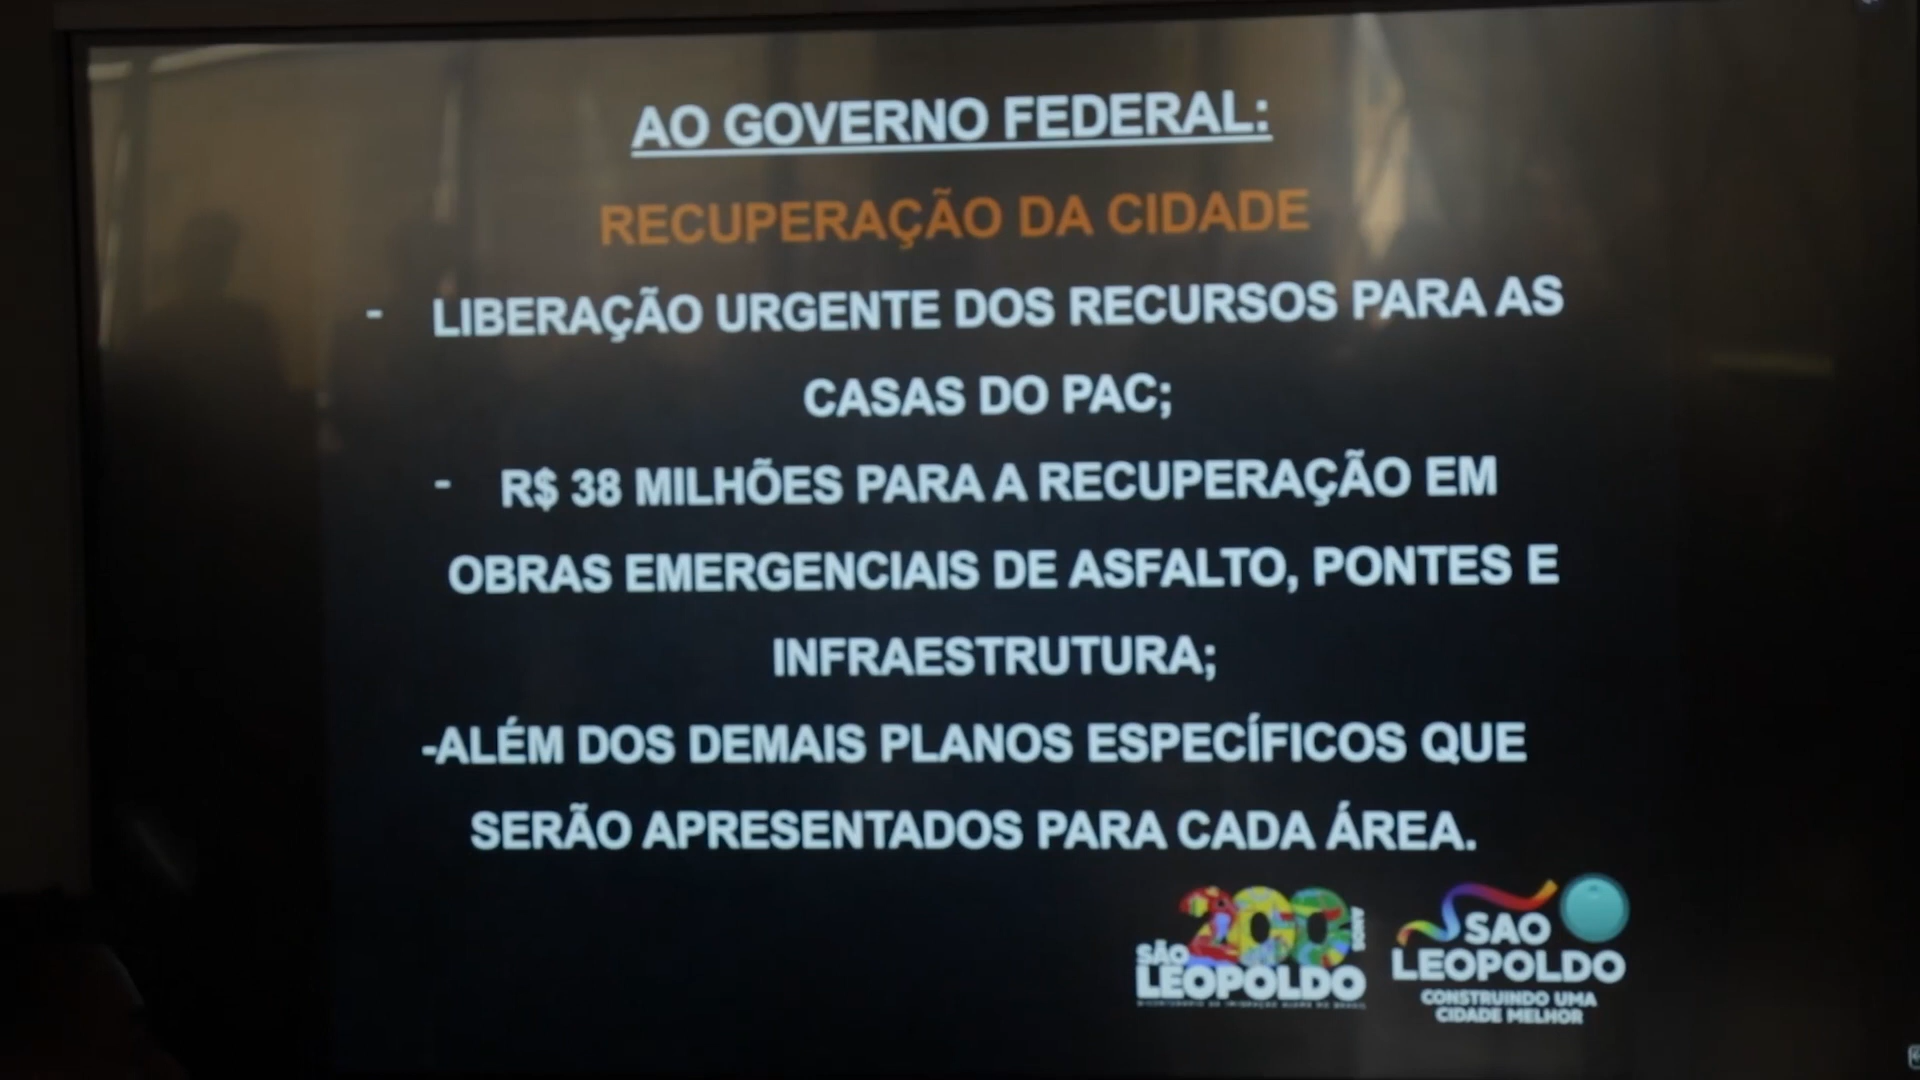 AO GOVERNO FEDERAL:
RECUPERAÇÃO DA CIDADE
- LIBERAÇÃO URGENTE DOS RECURSOS PARA AS
CASAS DO PAC;
- R$ 38 MILHÕES PARA A RECUPERAÇÃO EM
OBRAS EMERGENCIAIS DE ASFALTO, PONTES E
INFRAESTRUTURA;
-ALÉM DOS DEMAIS PLANOS ESPECÍFICOS QUE
SERÃO APRESENTADOS PARA CADA ÁREA.
200 ANOS
SÃO
LEOPOLDO
SAO
LEOPOLDO
CONSTRUINDO UMA
CIDADE MELHOR